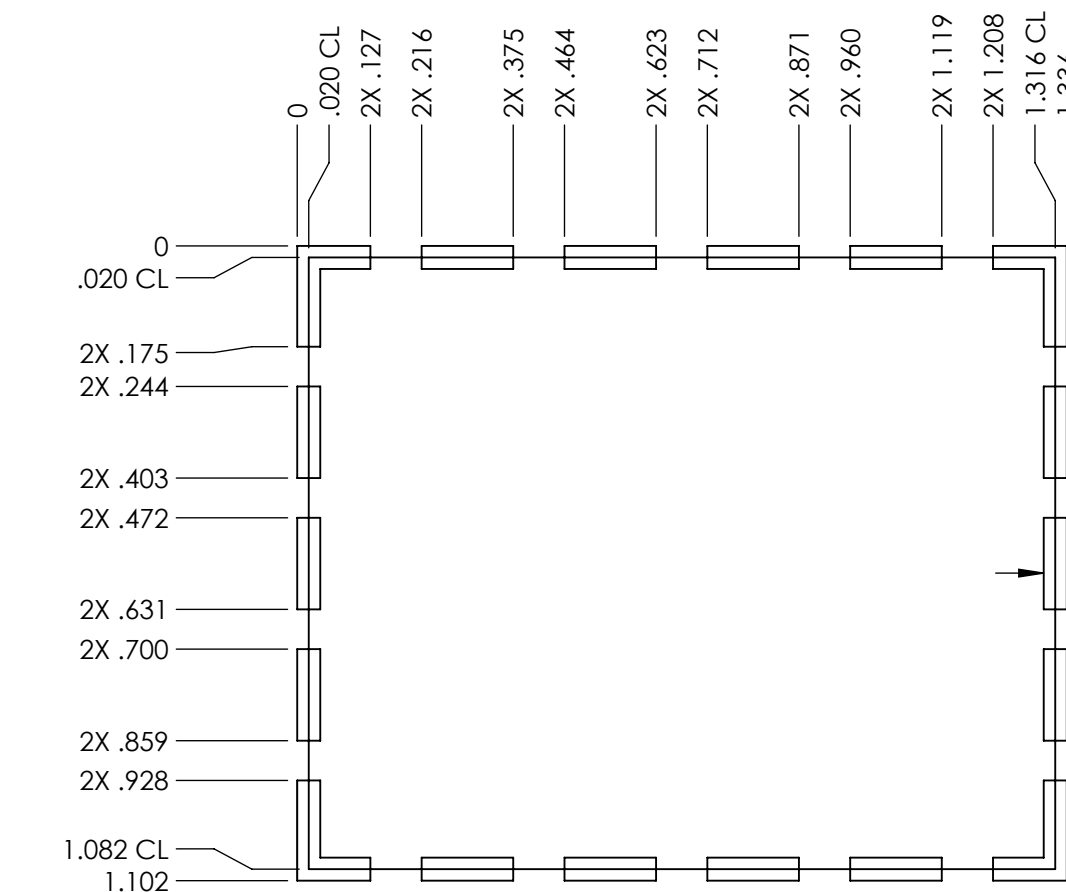 0
.020 CL
2X .127
2X .216
2X .375
2X .464
2X .623
2X .712
2X .871
2X .960
2X 1.119
2X 1.208
1.316 CL
0
.020 CL
2X .175
2X .244
2X .403
2X .472
2X .631
2X .700
2X .859
2X .928
1.082 CL
1.102